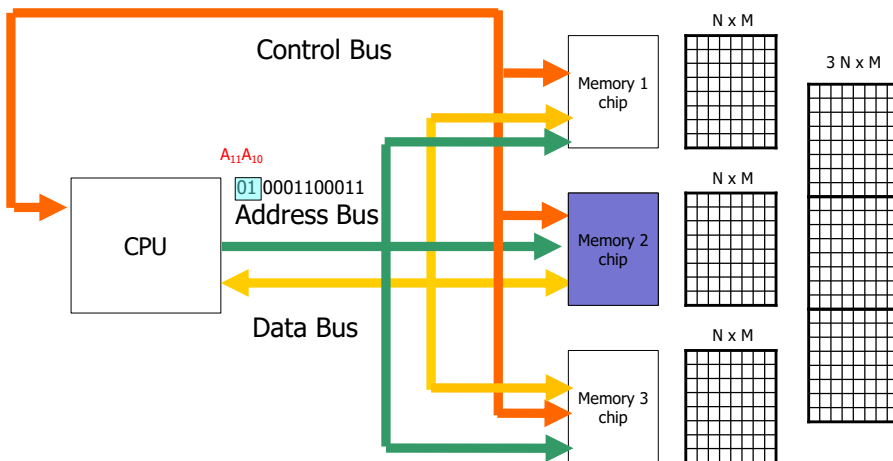 N x M
Control Bus
3 N x M
Memory 1
chip
A₁₁A₁₀
N x M
01 0001100011
Address Bus
CPU
Memory 2
chip
Data Bus
N x M
Memory 3
chip